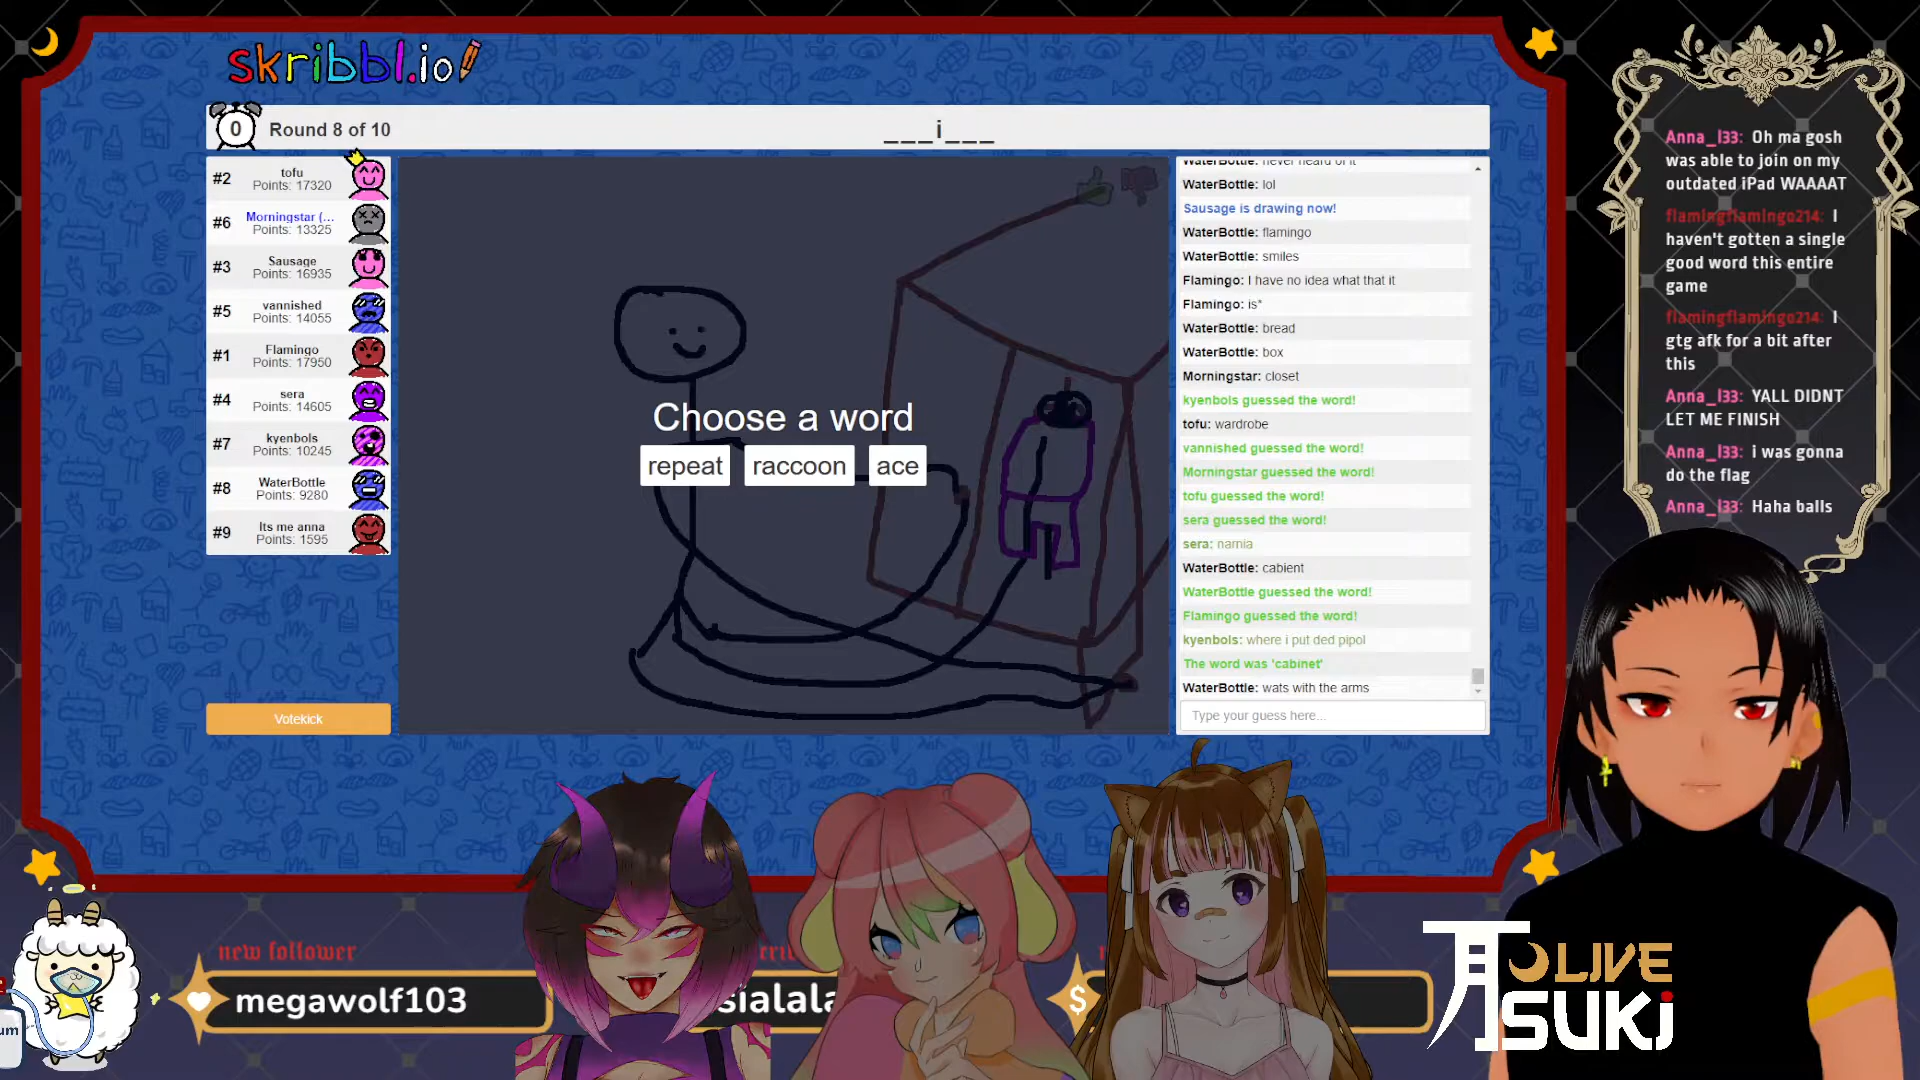 skribbl.io
0
Round 8 of 10
___i___
#2
tofu
Points: 17320
#6
Morningstar (...
Points: 13325
#3
Sausage
Points: 16935
#5
vannished
Points: 14055
#1
Flamingo
Points: 17950
#4
sera
Points: 14605
#7
kyenbols
Points: 10245
#8
WaterBottle
Points: 9280
#9
Its me anna
Points: 1595
Votekick
Choose a word
repeat
raccoon
ace
WaterBottle: never heard of it
WaterBottle: lol
Sausage is drawing now!
WaterBottle: flamingo
WaterBottle: smiles
Flamingo: I have no idea what that it
Flamingo: is*
WaterBottle: bread
WaterBottle: box
Morningstar: closet
kyenbols guessed the word!
tofu: wardrobe
vannished guessed the word!
Morningstar guessed the word!
tofu guessed the word!
sera guessed the word!
sera: narnia
WaterBottle: cabient
WaterBottle guessed the word!
Flamingo guessed the word!
kyenbols: where i put ded pipol
The word was 'cabinet'
WaterBottle: wats with the arms
Type your guess here...
Anna_l33: Oh ma gosh
was able to join on my
outdated iPad WAAAAT
flamingflamingo214: I
haven't gotten a single
good word this entire
game
flamingflamingo214: I
gtg afk for a bit after
this
Anna_l33: YALL DIDNT
LET ME FINISH
Anna_l33: i was gonna
do the flag
Anna_l33: Haha balls
new follower
megawolf103
$
LIVE
月
TSUKi